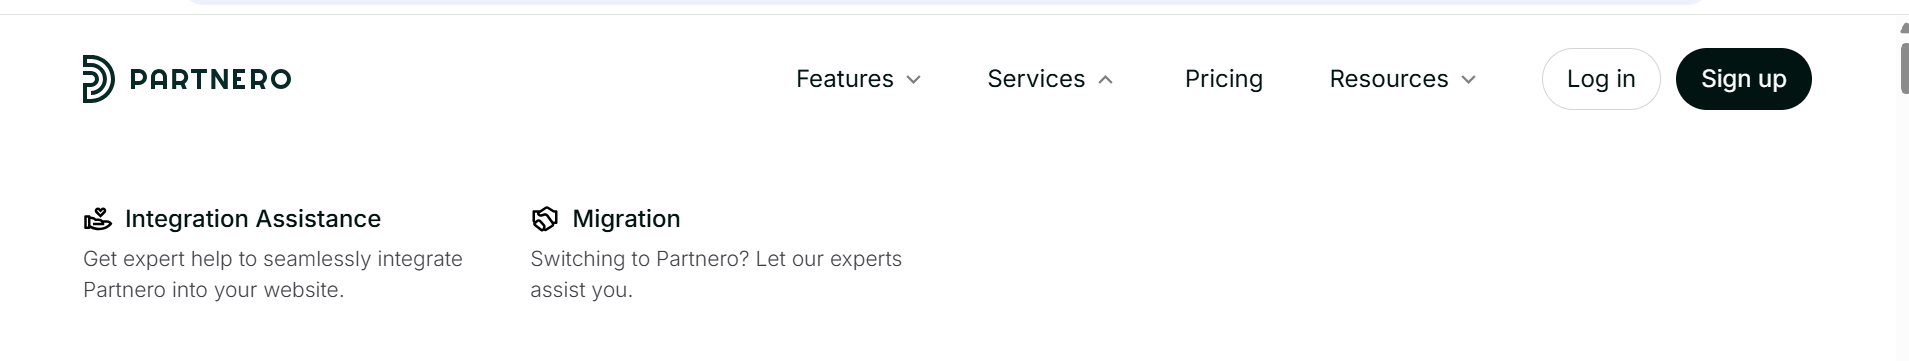 PARTNERO
Features
Services
Pricing
Resources
Log in
Sign up
Integration Assistance
Get expert help to seamlessly integrate
Partnero into your website.
Migration
Switching to Partnero? Let our experts
assist you.